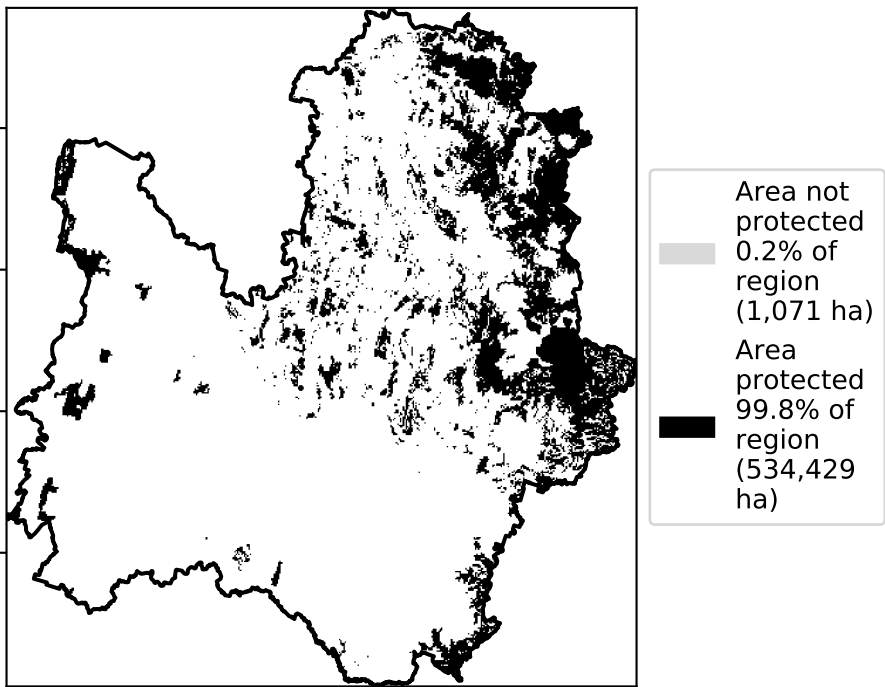 Area not
protected
0.2% of
region
(1,071 ha)
Area
protected
99.8% of
region
(534,429
ha)